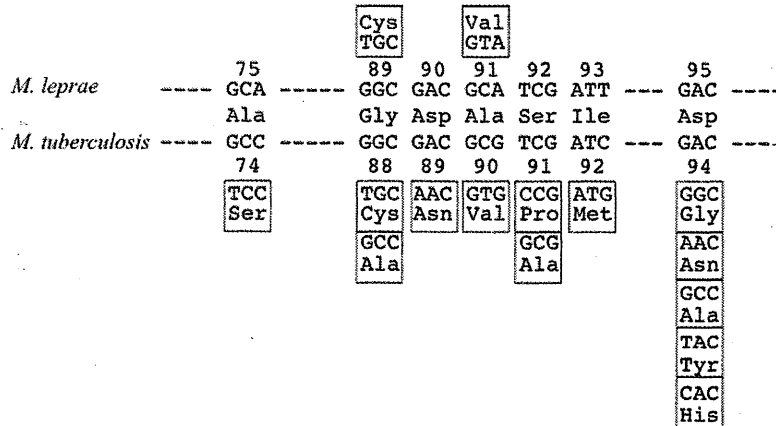 Cys Val
TGC GTA
75 89 90 91 92 93 95
M. leprae ---- GCA ----- GGC GAC GCA TCG ATT --- GAC ----
Ala Gly Asp Ala Ser Ile Asp
M. tuberculosis ---- GCC ----- GGC GAC GCG TCG ATC --- GAC ----
74 88 89 90 91 92 94
TCC TGC AAC GTG CCG ATG GGC
Ser Cys Asn Val Pro Met Gly
GCC GCG AAC
Ala Ala Asn
GCC
Ala
TAC
Tyr
CAC
His